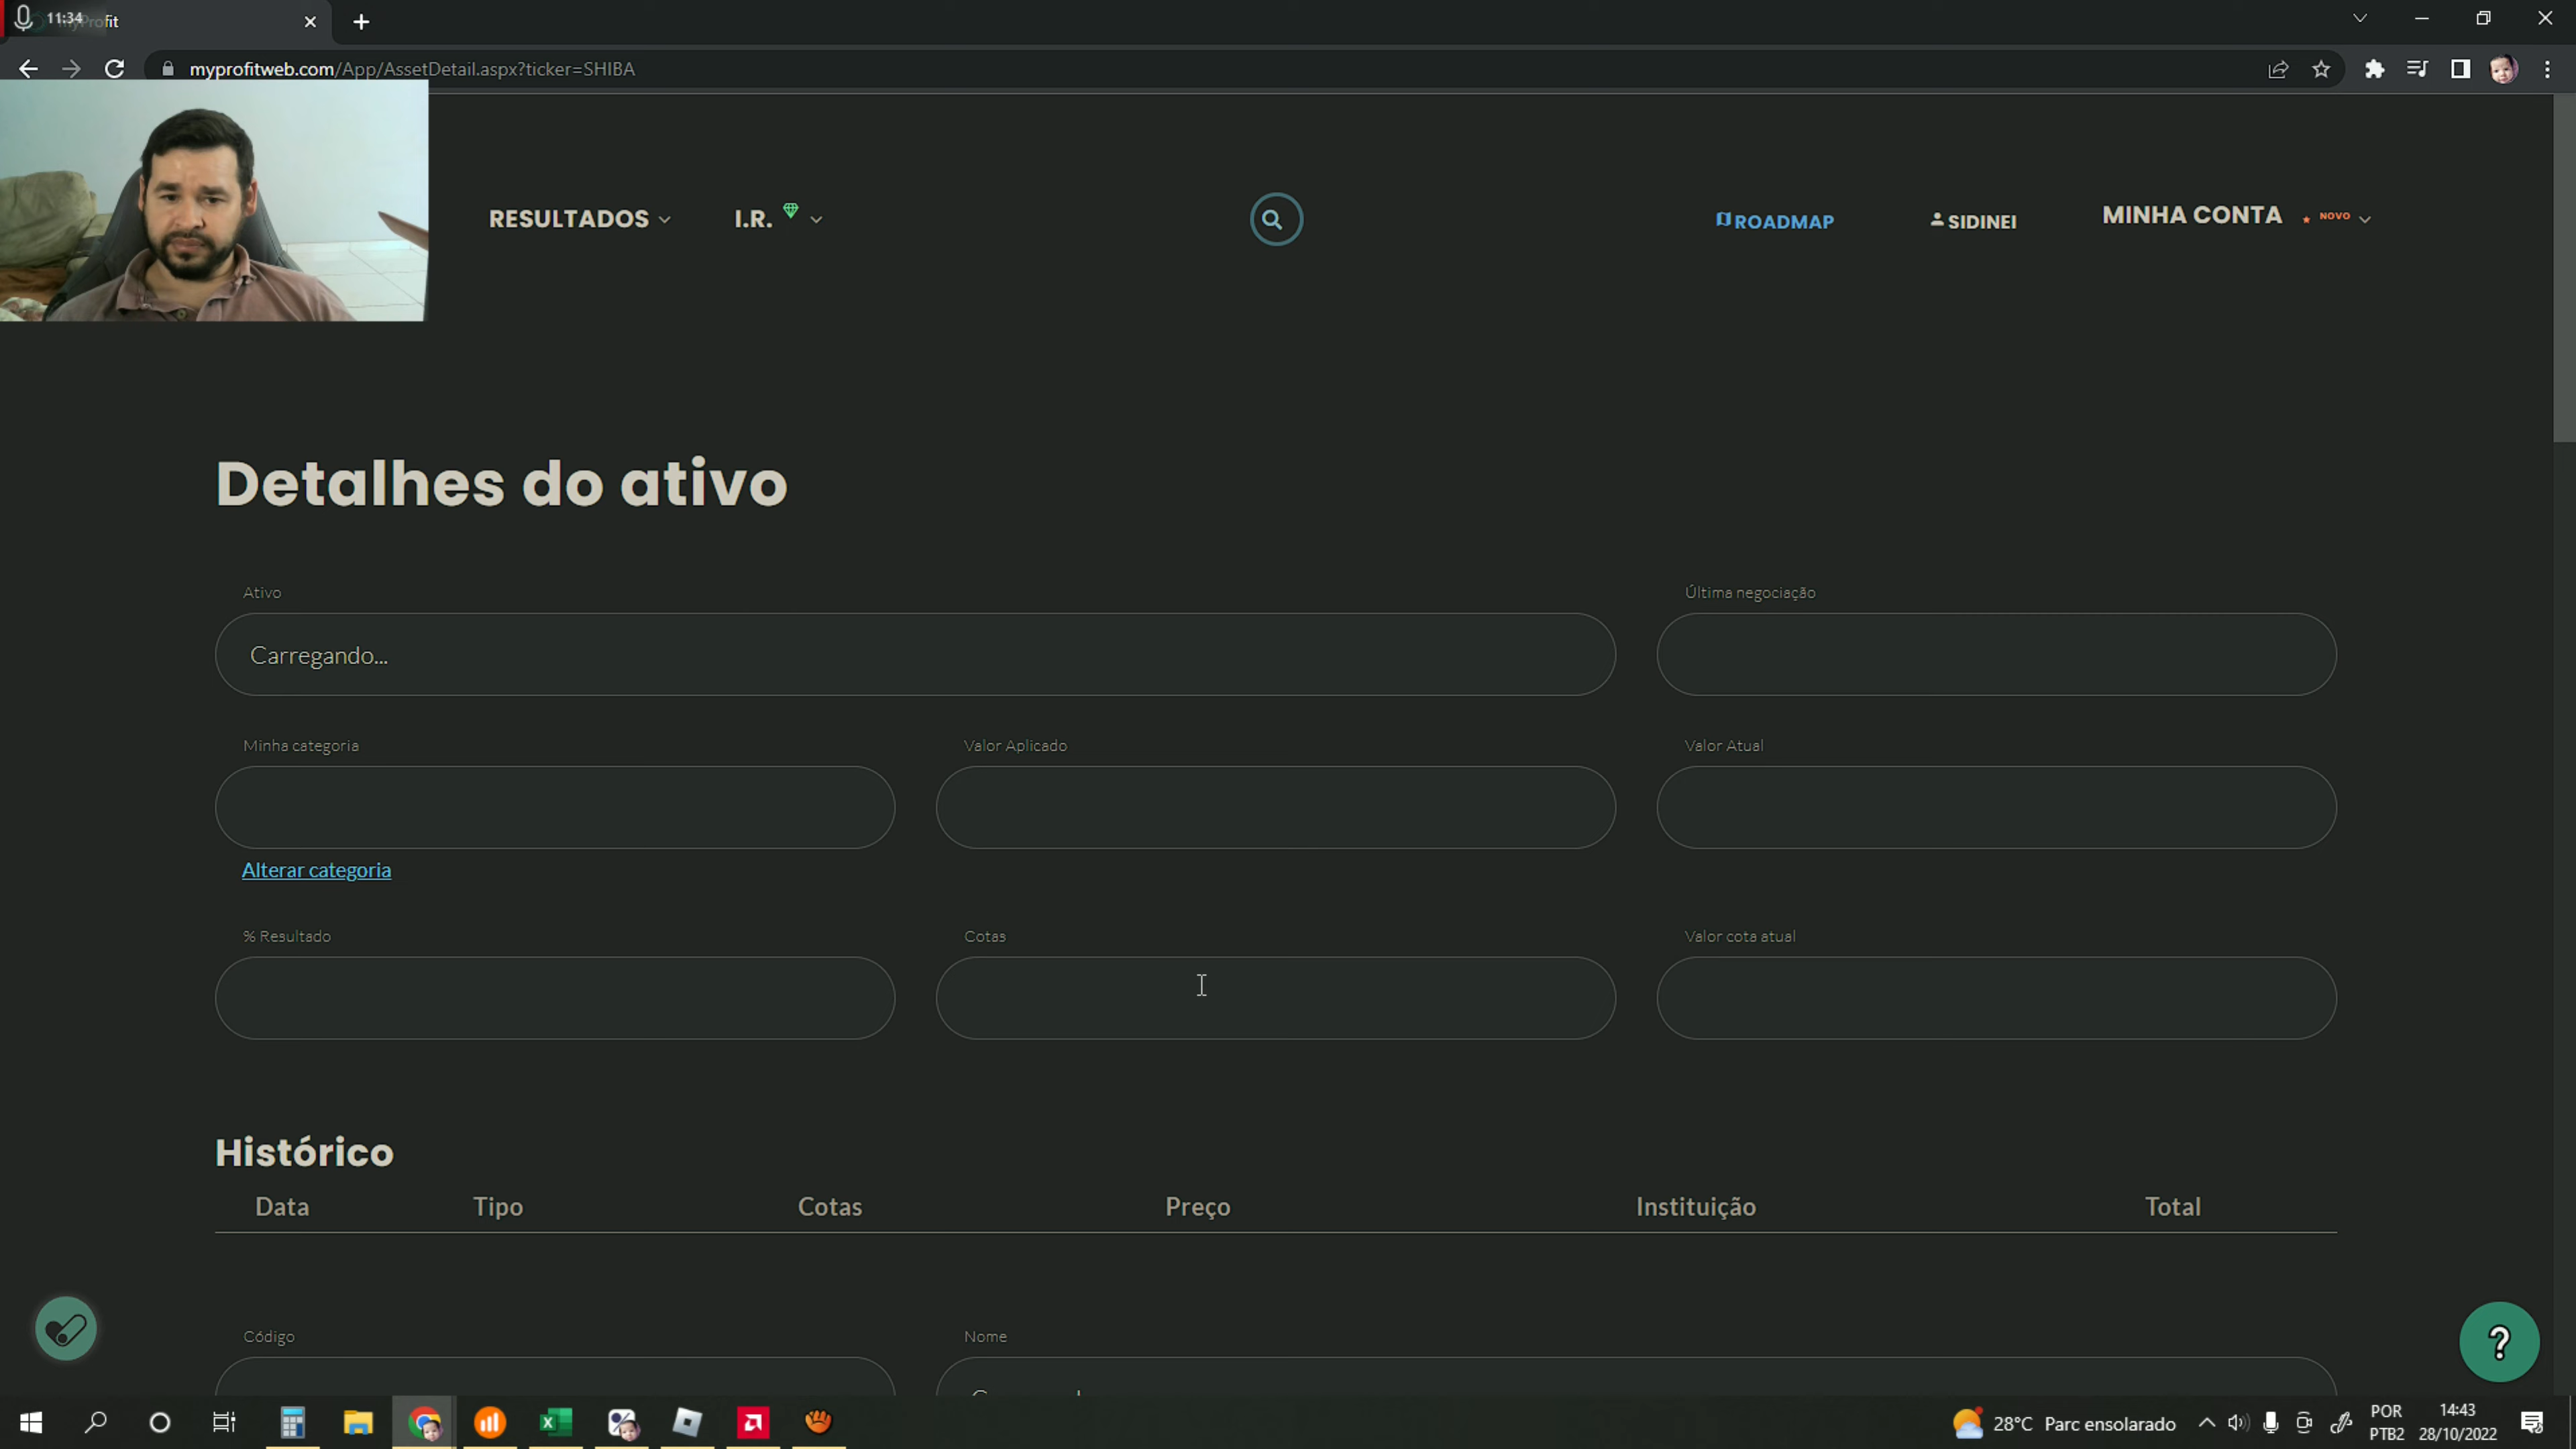 11:34
myprofitweb.com/App/AssetDetail.aspx?ticker=SHIBA
RESULTADOS
I.R.
ROADMAP
SIDINEI
MINHA CONTA
NOVO
Detalhes do ativo
Ativo
Última negociação
Carregando...
Minha categoria
Valor Aplicado
Valor Atual
Alterar categoria
% Resultado
Cotas
Valor cota atual
Histórico
Data Tipo Cotas Preço Instituição Total
Código
Nome
?
28°C Parc ensolarado
POR
PTB2
14:43
28/10/2022